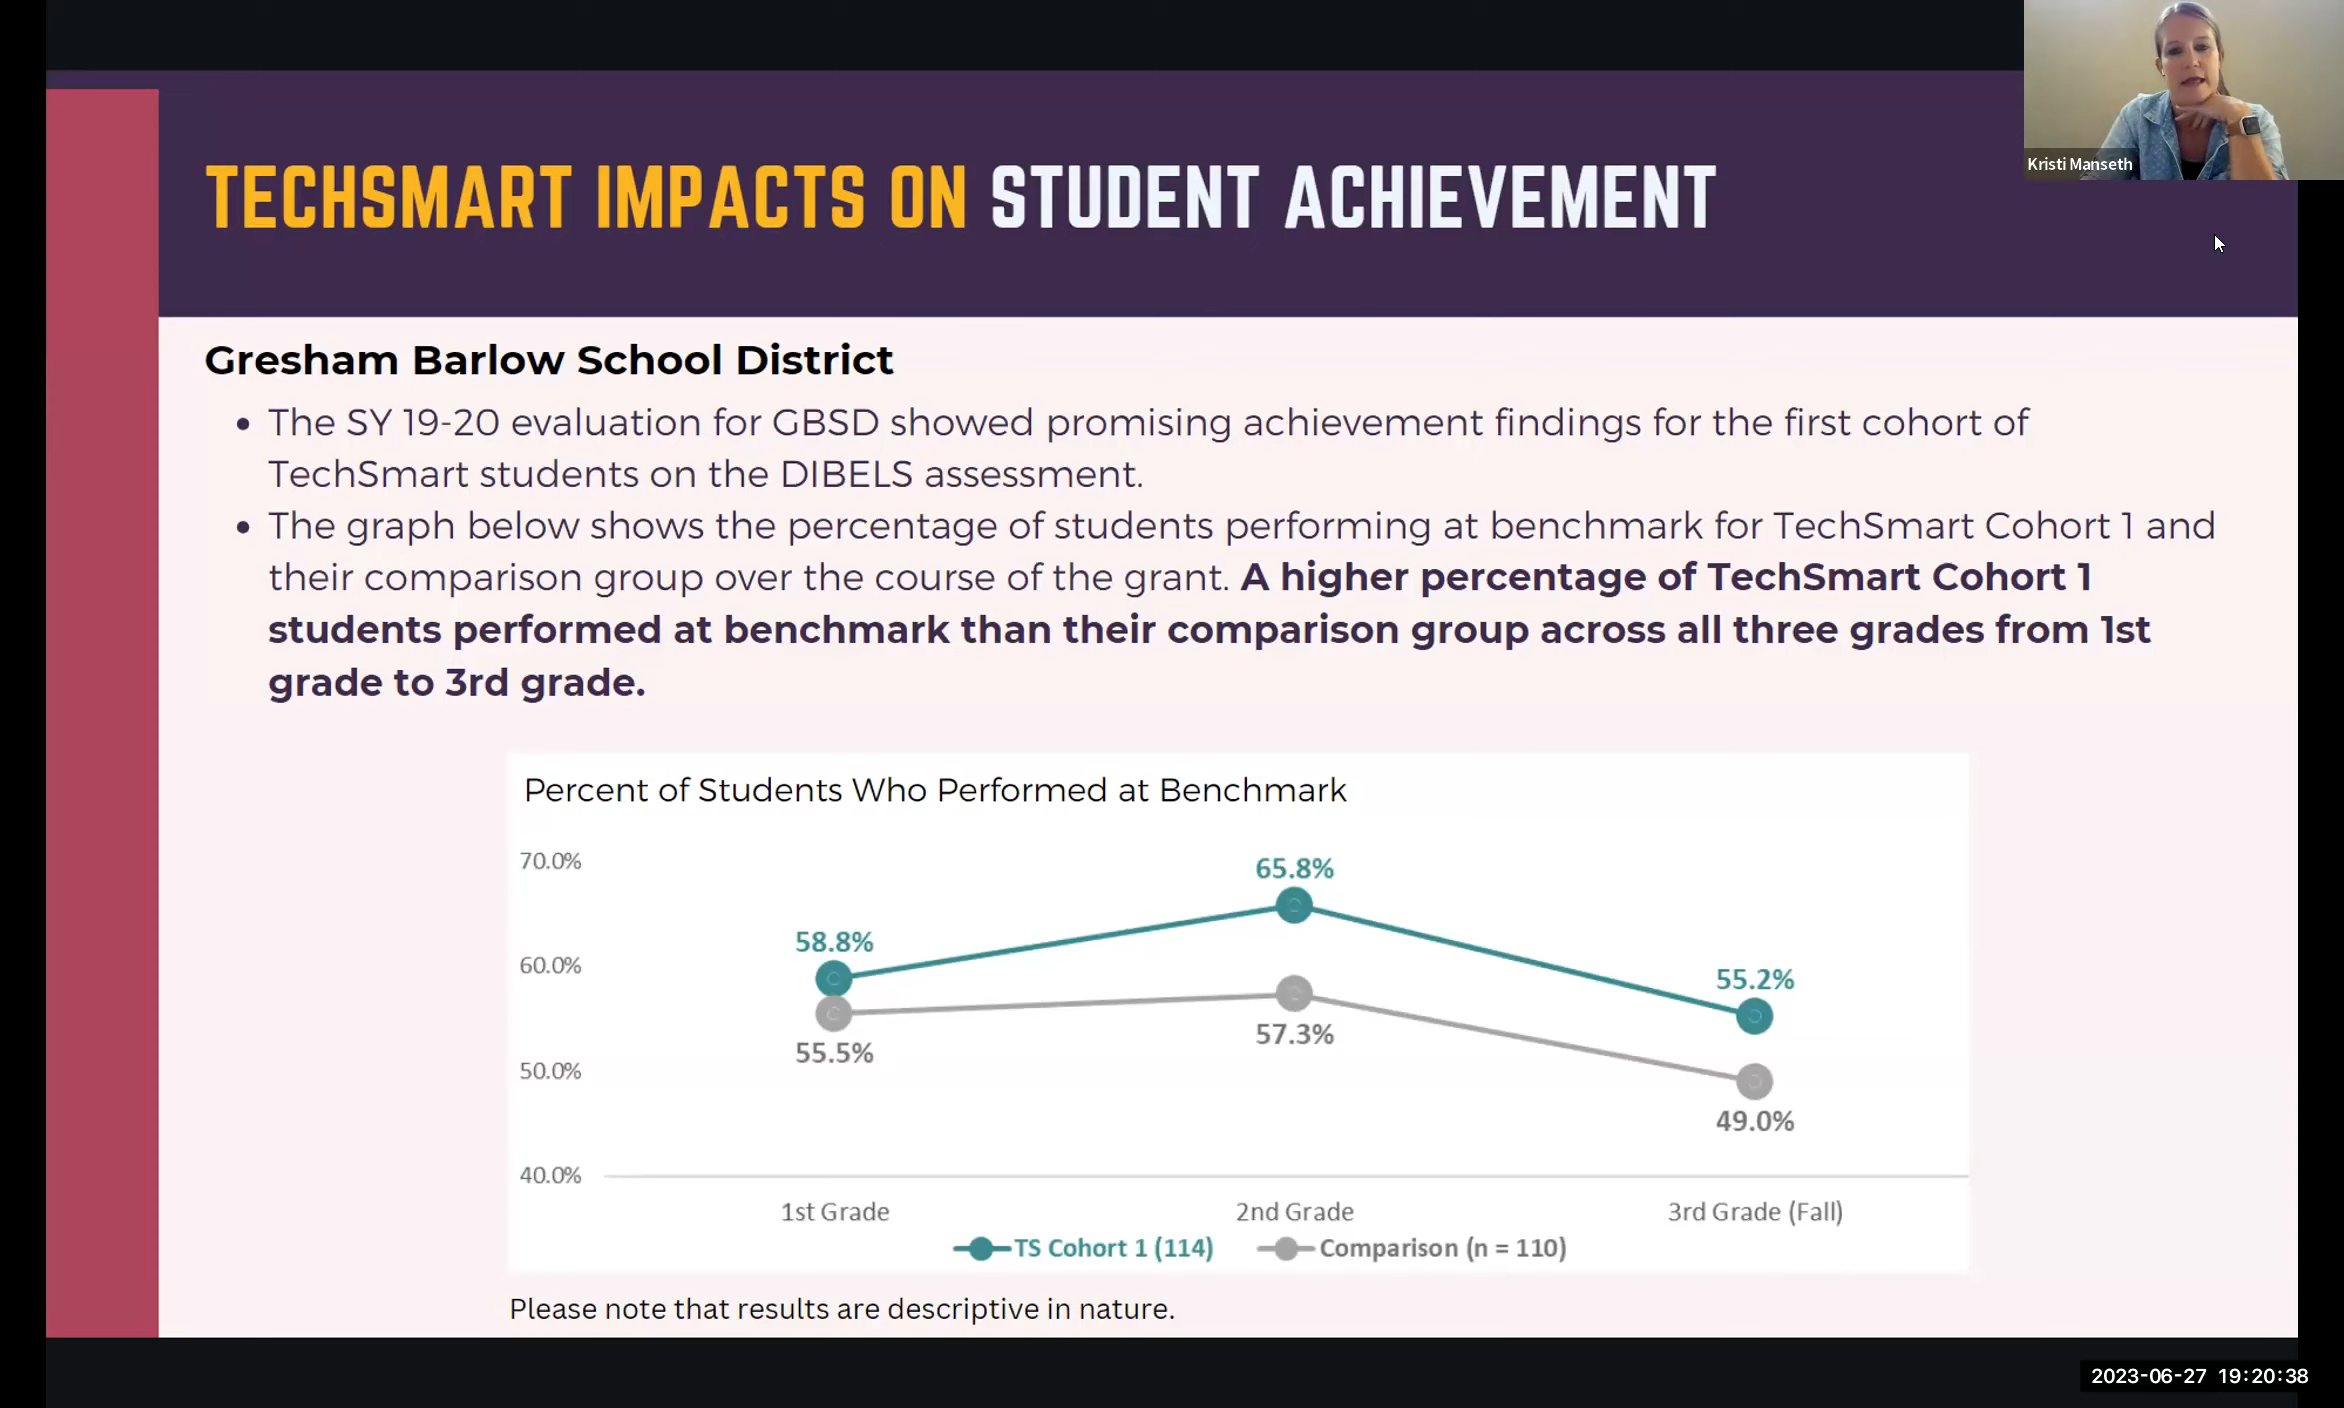 Kristi Manseth
TECHSMART IMPACTS ON STUDENT ACHIEVEMENT
Gresham Barlow School District
• The SY 19-20 evaluation for GBSD showed promising achievement findings for the first cohort of
TechSmart students on the DIBELS assessment.
• The graph below shows the percentage of students performing at benchmark for TechSmart Cohort 1 and
their comparison group over the course of the grant. A higher percentage of TechSmart Cohort 1
students performed at benchmark than their comparison group across all three grades from 1st
grade to 3rd grade.
Percent of Students Who Performed at Benchmark
70.0%
60.0%
50.0%
40.0%
58.8%
65.8%
55.2%
55.5%
57.3%
49.0%
1st Grade
2nd Grade
3rd Grade (Fall)
TS Cohort 1 (114)
Comparison (n = 110)
Please note that results are descriptive in nature.
2023-06-27 19:20:38